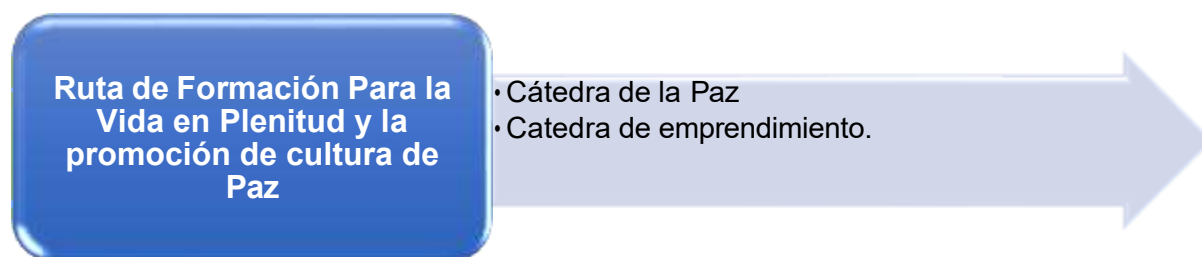 Ruta de Formación Para la
Vida en Plenitud y la
promoción de cultura de
Paz
• Cátedra de la Paz
• Catedra de emprendimiento.